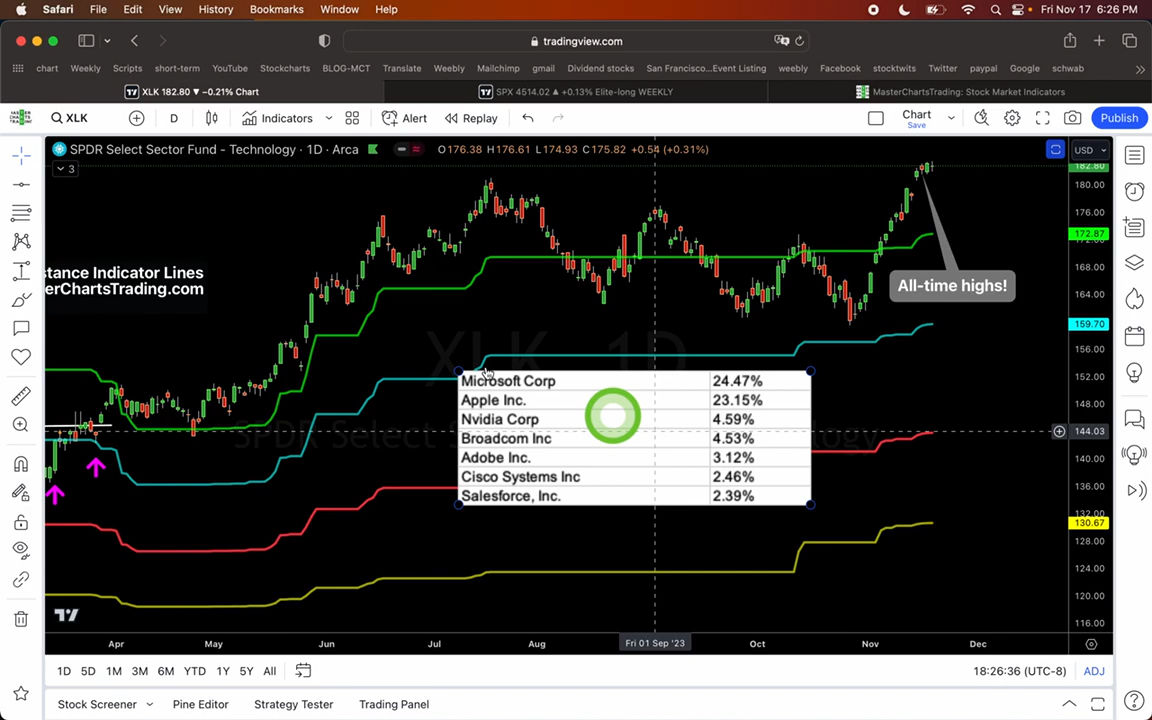 Safari File Edit View History Bookmarks Window Help Fri Nov 17 6:26 PM
tradingview.com
chart Weekly Scripts short-term YouTube Stockcharts BLOG-MCT Translate Weebly Mailchimp gmail Dividend stocks San Francisco...Event Listing weebly Facebook stocktwits Twitter paypal Google schwab
XLK 182.80 ▼ −0.21% Chart SPX 4514.02 ▲ +0.13% Elite-long WEEKLY MasterChartsTrading: Stock Market Indicators
XLK D Indicators Alert Replay Chart Save Publish
SPDR Select Sector Fund - Technology · 1D · Arca O176.38 H176.61 L174.93 C175.82 +0.54 (+0.31%) USD
3
182.80
180.00
176.00
172.87
168.00
164.00
All-time highs!
stance Indicator Lines
erChartsTrading.com
159.70
156.00
XLK 1D
152.00
148.00
144.03
140.00
136.00
132.00
130.67
128.00
124.00
120.00
116.00
Microsoft Corp 24.47%
Apple Inc. 23.15%
Nvidia Corp 4.59%
Broadcom Inc 4.53%
Adobe Inc. 3.12%
Cisco Systems Inc 2.46%
Salesforce, Inc. 2.39%
Apr May Jun Jul Aug Fri 01 Sep '23 Oct Nov Dec
1D 5D 1M 3M 6M YTD 1Y 5Y All 18:26:36 (UTC-8) ADJ
Stock Screener Pine Editor Strategy Tester Trading Panel